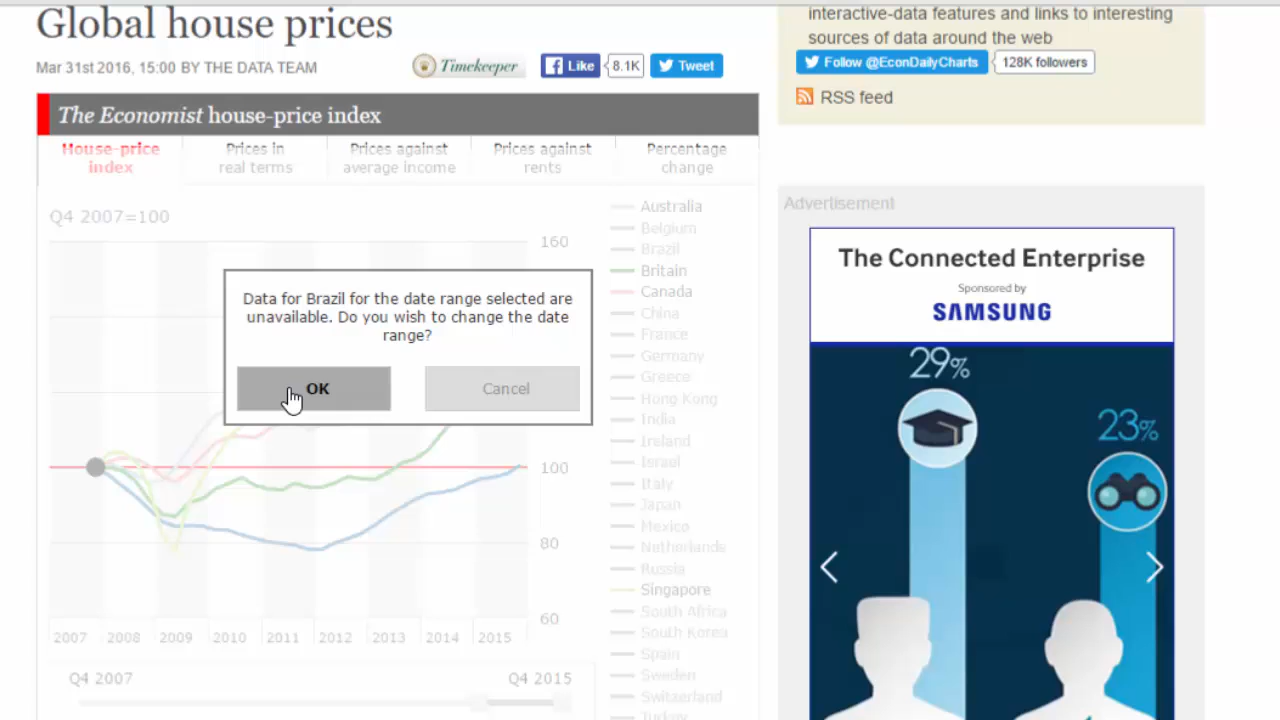 Global house prices
Mar 31st 2016, 15:00 BY THE DATA TEAM
Timekeeper
Like
8.1K
Tweet
The Economist house-price index
House-price
index
Prices in
real terms
Prices against
average income
Prices against
rents
Percentage
change
Q4 2007=100
160
100
80
60
2007 2008 2009 2010 2011 2012 2013 2014 2015
Q4 2007
Q4 2015
Data for Brazil for the date range selected are
unavailable. Do you wish to change the date
range?
OK
Cancel
Australia
Belgium
Brazil
Britain
Canada
China
France
Germany
Greece
Hong Kong
India
Ireland
Israel
Italy
Japan
Mexico
Netherlands
Russia
Singapore
South Africa
South Korea
Spain
Sweden
Switzerland
Turkey
interactive-data features and links to interesting
sources of data around the web
Follow @EconDailyCharts
128K followers
RSS feed
Advertisement
The Connected Enterprise
Sponsored by
SAMSUNG
29%
23%